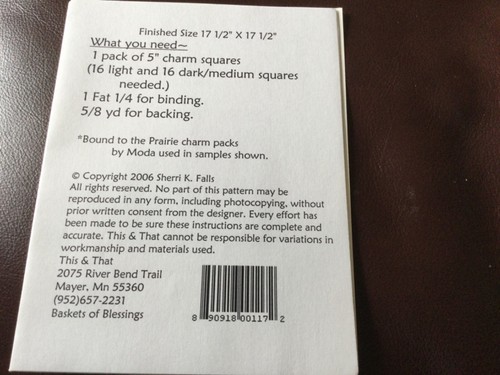 Finished Size 17 1/2" X 17 1/2"
What you need~
1 pack of 5" charm squares
(16 light and 16 dark/medium squares
needed.)
1 Fat 1/4 for binding.
5/8 yd for backing.
*Bound to the Prairie charm packs
by Moda used in samples shown.
© Copyright 2006 Sherri K. Falls
All rights reserved. No part of this pattern may be
reproduced in any form, including photocopying, without
prior written consent from the designer. Every effort has
been made to be sure these instructions are complete and
accurate. This & That cannot be responsible for variations in
workmanship and materials used.
This & That
2075 River Bend Trail
Mayer, Mn 55360
(952)657-2231
Baskets of Blessings
8 90918 00117 2